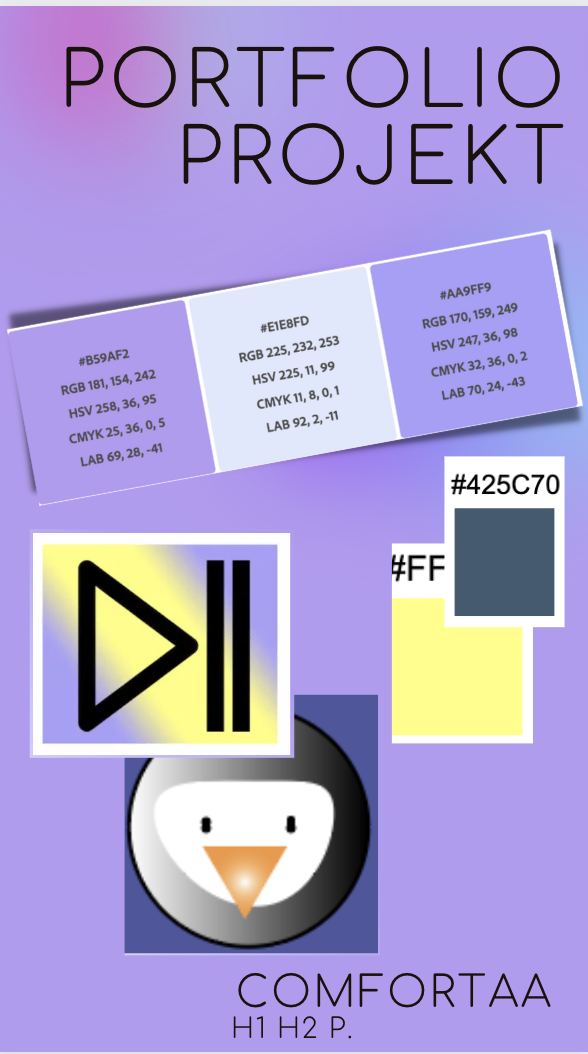 PORTFOLIO
PROJEKT
#B59AF2
RGB 181, 154, 242
HSV 258, 36, 95
CMYK 25, 36, 0, 5
LAB 69, 28, -41
#E1E8FD
RGB 225, 232, 253
HSV 225, 11, 99
CMYK 11, 8, 0, 1
LAB 92, 2, -11
#AA9FF9
RGB 170, 159, 249
HSV 247, 36, 98
CMYK 32, 36, 0, 2
LAB 70, 24, -43
#425C70
#FF
COMFORTAA
H1 H2 P.